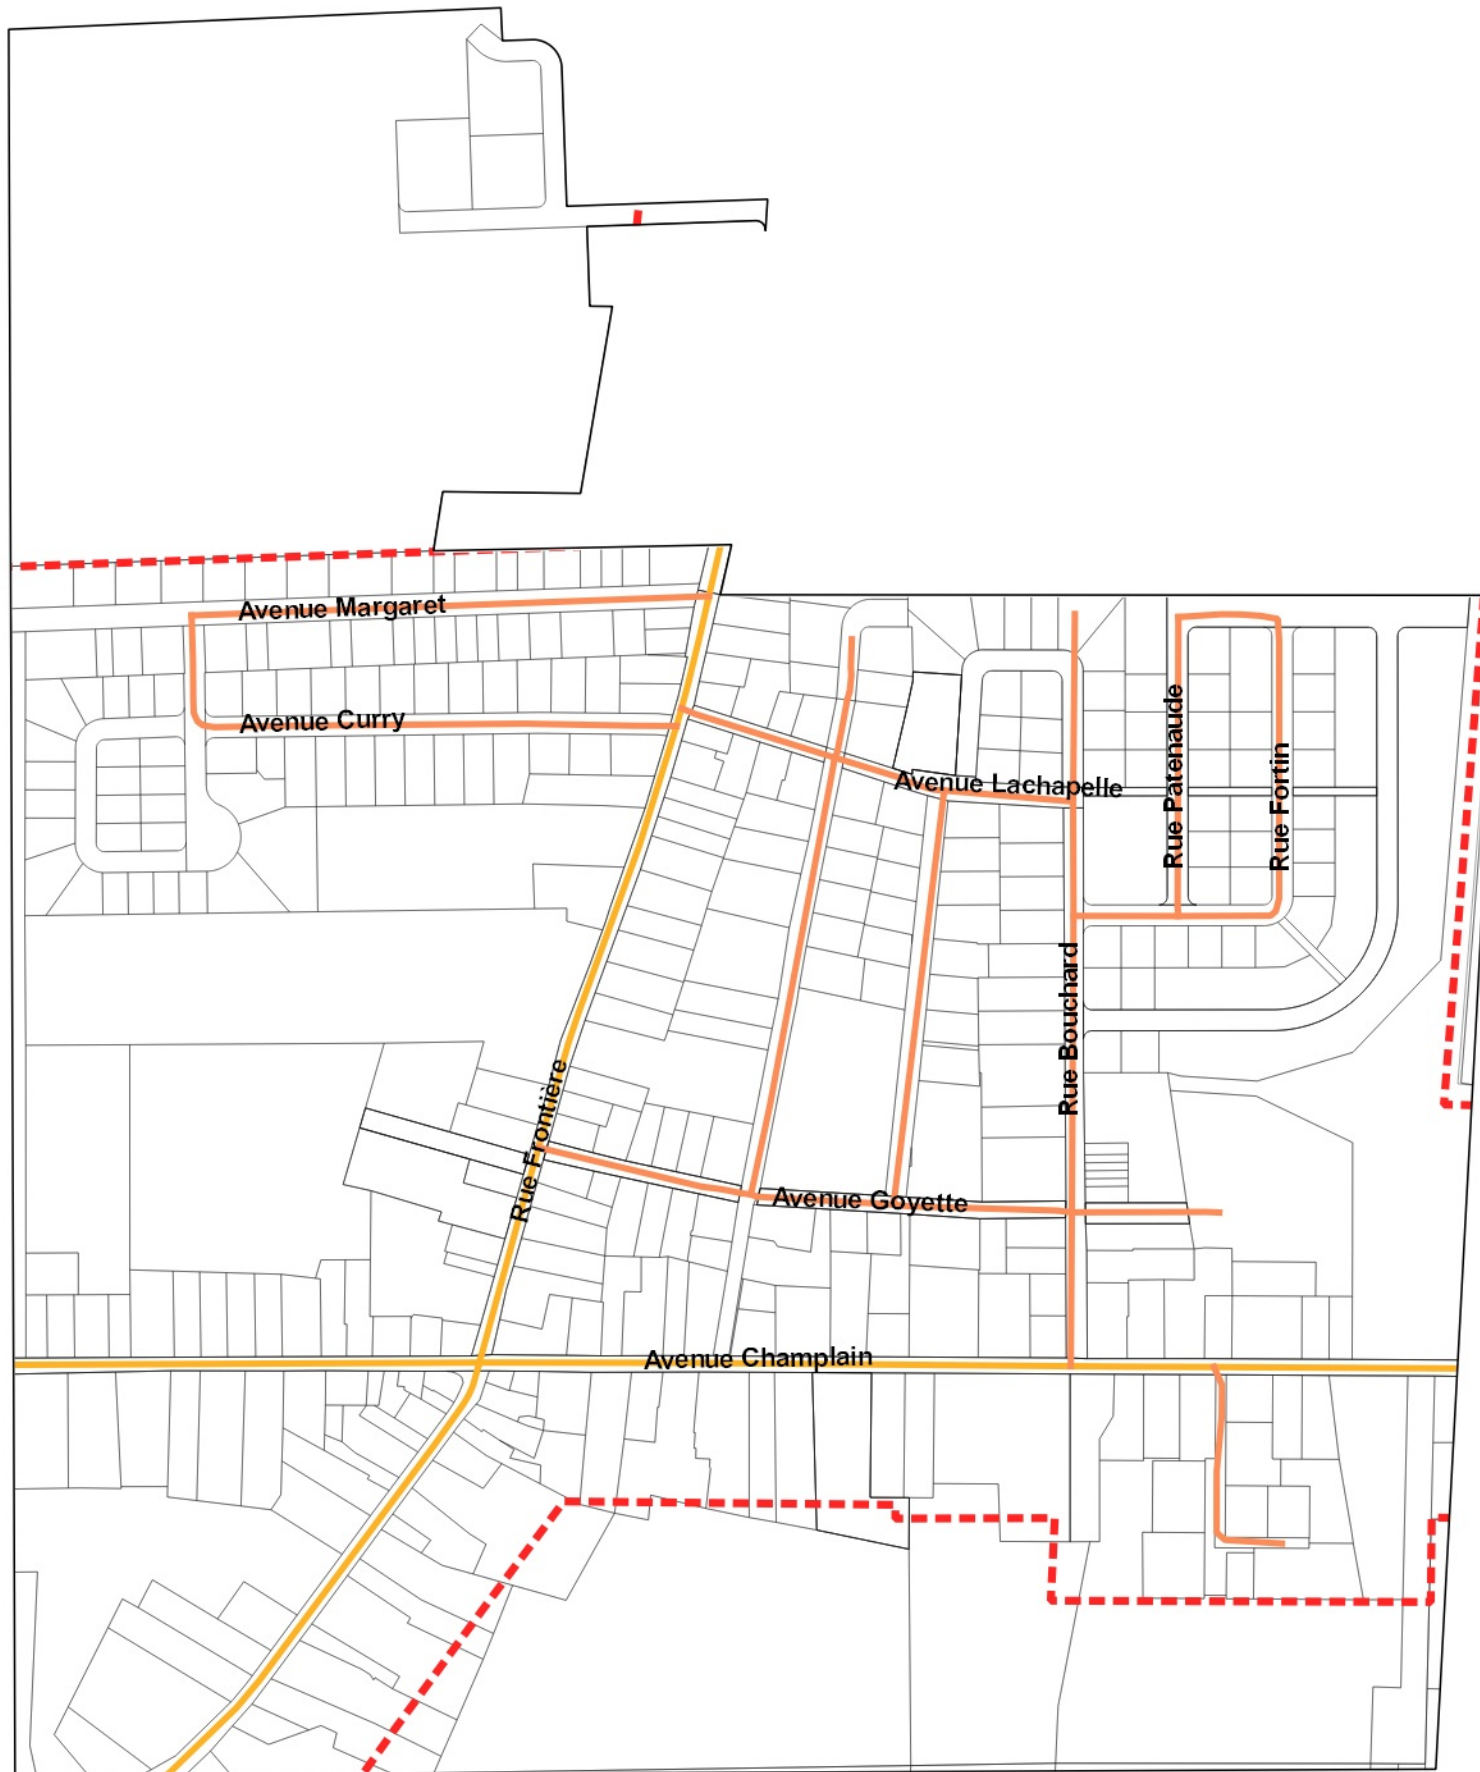 Avenue Margaret
Avenue Curry
Avenue Lachapelle
Rue Patenaude
Rue Fortin
Rue Bouchard
Rue Frontière
Avenue Goyette
Avenue Champlain